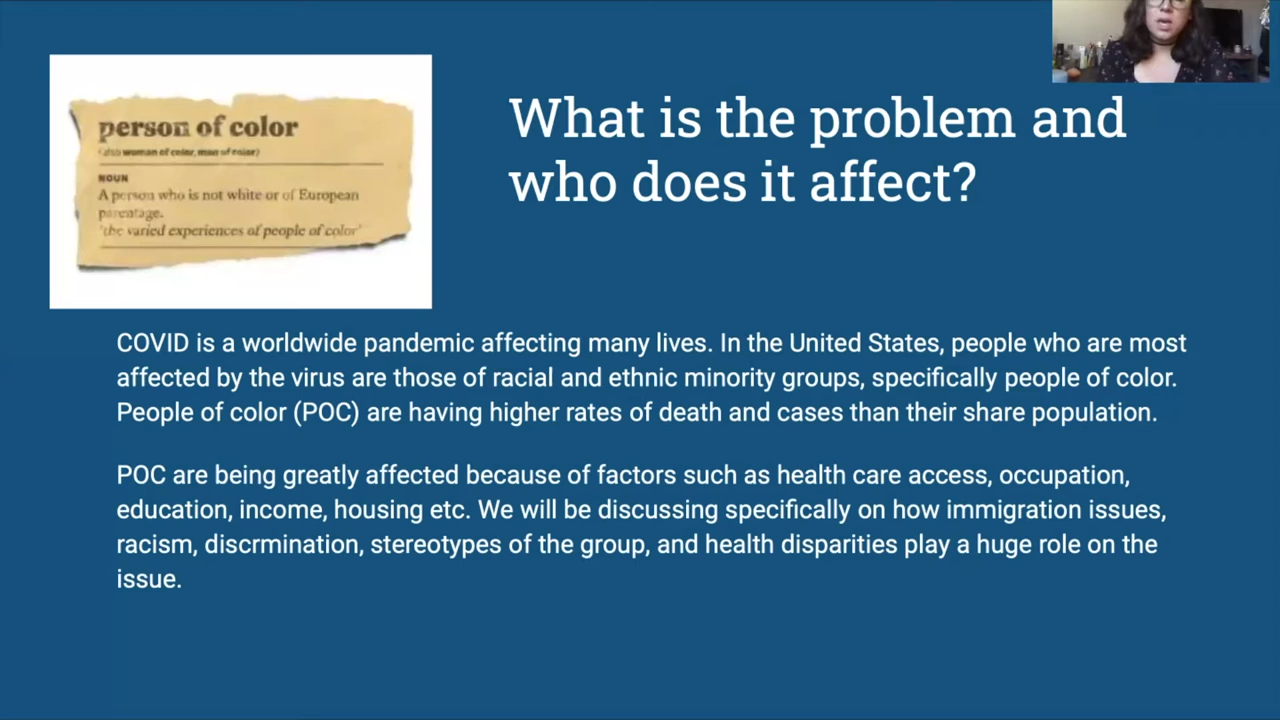 person of color
(also woman of color, man of color)
NOUN
A person who is not white or of European
parentage.
'the varied experiences of people of color'
What is the problem and
who does it affect?
COVID is a worldwide pandemic affecting many lives. In the United States, people who are most
affected by the virus are those of racial and ethnic minority groups, specifically people of color.
People of color (POC) are having higher rates of death and cases than their share population.
POC are being greatly affected because of factors such as health care access, occupation,
education, income, housing etc. We will be discussing specifically on how immigration issues,
racism, discrmination, stereotypes of the group, and health disparities play a huge role on the
issue.